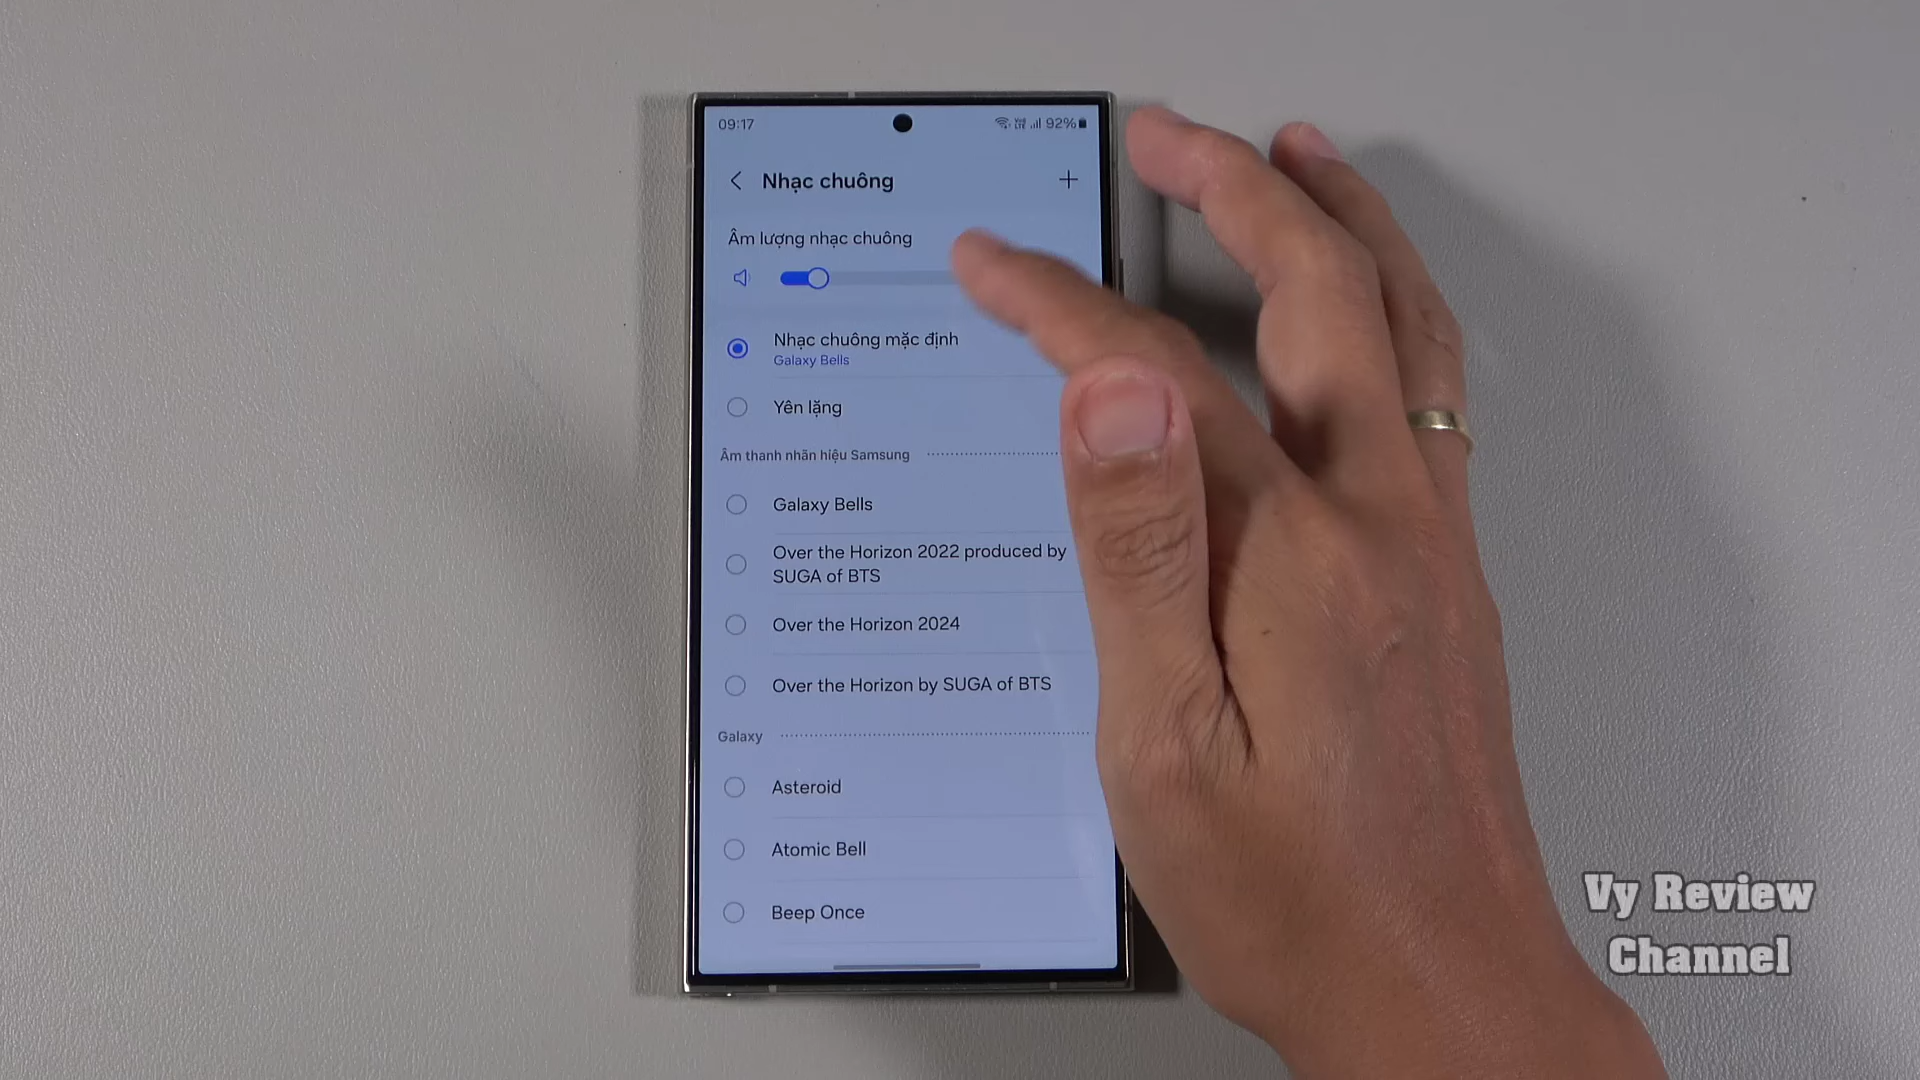 09:17
VoD LTE 92%
Nhạc chuông
Âm lượng nhạc chuông
Nhạc chuông mặc định
Galaxy Bells
Yên lặng
Âm thanh nhãn hiệu Samsung
Galaxy Bells
Over the Horizon 2022 produced by
SUGA of BTS
Over the Horizon 2024
Over the Horizon by SUGA of BTS
Galaxy
Asteroid
Atomic Bell
Beep Once
Vy Review
Channel